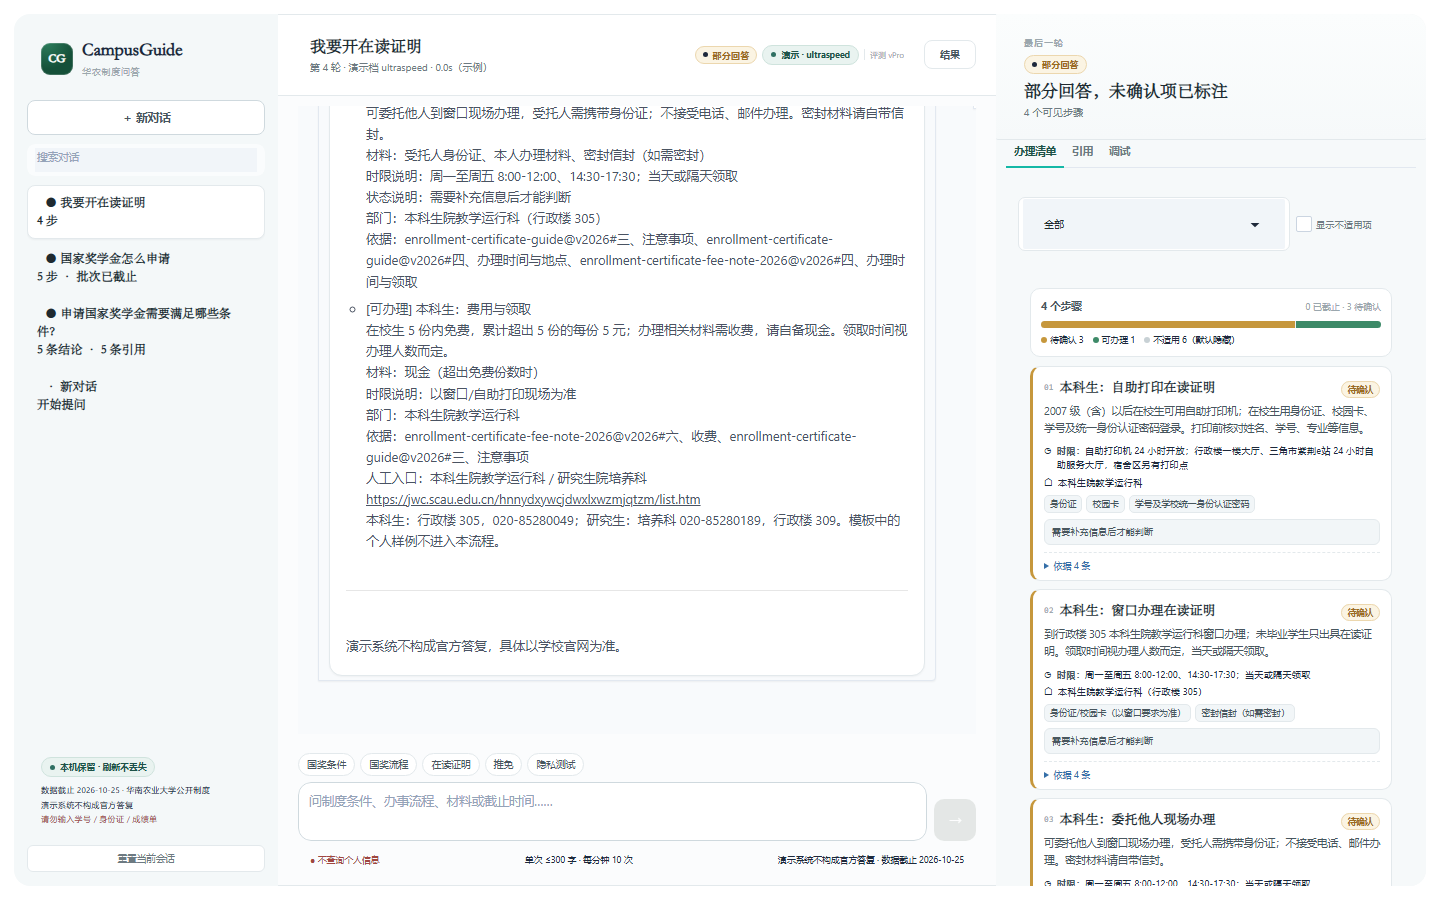 CG
CampusGuide
华农制度问答
+ 新对话
搜索对话
● 我要开在读证明
4 步
● 国家奖学金怎么申请
5 步 · 批次已截止
● 申请国家奖学金需要满足哪些条
件?
5 条结论 · 5 条引用
· 新对话
开始提问
● 本机保留 · 刷新不丢失
数据截止 2026-10-25 · 华南农业大学公开制度
演示系统不构成官方答复
请勿输入学号 / 身份证 / 成绩单
重置当前会话
我要开在读证明
第 4 轮 · 演示档 ultraspeed · 0.0s（示例）
● 部分回答
● 演示 · ultraspeed
评测 vPro
结果
可委托他人到窗口现场办理，受托人需携带身份证；不接受电话、邮件办理。密封材料请自带信
封。
材料：受托人身份证、本人办理材料、密封信封（如需密封）
时限说明：周一至周五 8:00-12:00、14:30-17:30；当天或隔天领取
状态说明：需要补充信息后才能判断
部门：本科生院教学运行科（行政楼 305）
依据：enrollment-certificate-guide@v2026#三、注意事项、enrollment-certificate-
guide@v2026#四、办理时间与地点、enrollment-certificate-fee-note-2026@v2026#四、办理时
间与领取
[可办理] 本科生：费用与领取
在校生 5 份内免费，累计超出 5 份的每份 5 元；办理相关材料需收费，请自备现金。领取时间视
办理人数而定。
材料：现金（超出免费份数时）
时限说明：以窗口/自助打印现场为准
部门：本科生院教学运行科
依据：enrollment-certificate-fee-note-2026@v2026#六、收费、enrollment-certificate-
guide@v2026#三、注意事项
人工入口：本科生院教学运行科 / 研究生院培养科
https://jwc.scau.edu.cn/hnnydxywcjdwxlxwzmjqtzm/list.htm
本科生：行政楼 305，020-85280049；研究生：培养科 020-85280189，行政楼 309。模板中的
个人样例不进入本流程。
演示系统不构成官方答复，具体以学校官网为准。
国奖条件
国奖流程
在读证明
推免
隐私测试
问制度条件、办事流程、材料或截止时间......
→
● 不查询个人信息
单次 ≤300 字 · 每分钟 10 次
演示系统不构成官方答复 · 数据截止 2026-10-25
最后一轮
● 部分回答
部分回答，未确认项已标注
4 个可见步骤
办理清单
引用
调试
全部
显示不适用项
4 个步骤
0 已截止 · 3 待确认
待确认 3
可办理 1
不适用 6（默认隐藏）
01 本科生：自助打印在读证明
待确认
2007 级（含）以后在校生可用自助打印机；在校生用身份证、校园卡、
学号及统一身份认证密码登录。打印前核对姓名、学号、专业等信息。
时限：自助打印机 24 小时开放；行政楼一楼大厅、三角市紫荆e站 24 小时自
助服务大厅，宿舍区另有打印点
本科生院教学运行科
身份证
校园卡
学号及学校统一身份认证密码
需要补充信息后才能判断
依据 4 条
02 本科生：窗口办理在读证明
待确认
到行政楼 305 本科生院教学运行科窗口办理；未毕业学生只出具在读证
明。领取时间视办理人数而定，当天或隔天领取。
时限：周一至周五 8:00-12:00、14:30-17:30；当天或隔天领取
本科生院教学运行科（行政楼 305）
身份证/校园卡（以窗口要求为准）
密封信封（如需密封）
需要补充信息后才能判断
依据 4 条
03 本科生：委托他人现场办理
待确认
可委托他人到窗口现场办理，受托人需携带身份证；不接受电话、邮件办
理。密封材料请自带信封。
时限：周一至周五 8:00-12:00、14:30-17:30；当天或隔天领取